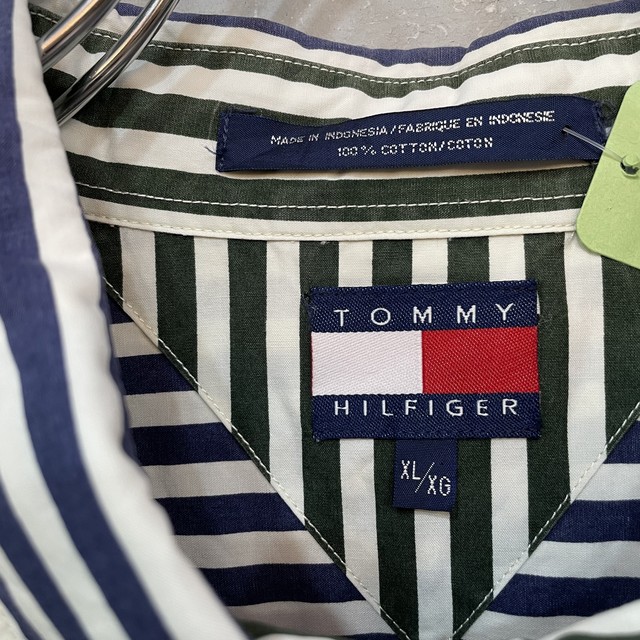 MADE IN INDONESIA/FABRIQUE EN INDONESIE
100% COTTON/COTON
TOMMY
HILFIGER
XL/XG